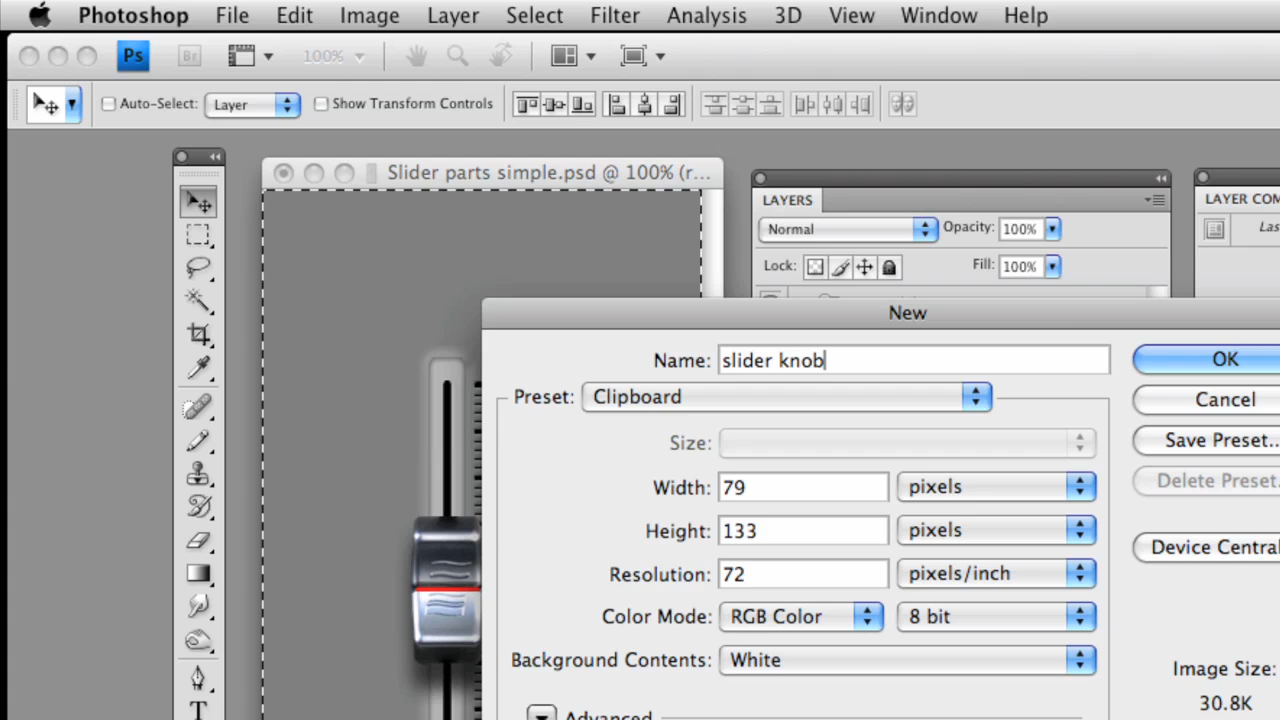 Photoshop File Edit Image Layer Select Filter Analysis 3D View Window Help
Ps Br 100%
Auto-Select: Layer Show Transform Controls
Slider parts simple.psd @ 100% (r...
LAYERS LAYER COM
Normal Opacity: 100% Las
Lock: Fill: 100%
New
Name: slider knob OK
Preset: Clipboard Cancel
Size: Save Preset...
Width: 79 pixels Delete Preset.
Height: 133 pixels
Resolution: 72 pixels/inch Device Central
Color Mode: RGB Color 8 bit
Background Contents: White Image Size:
30.8K
Advanced
T